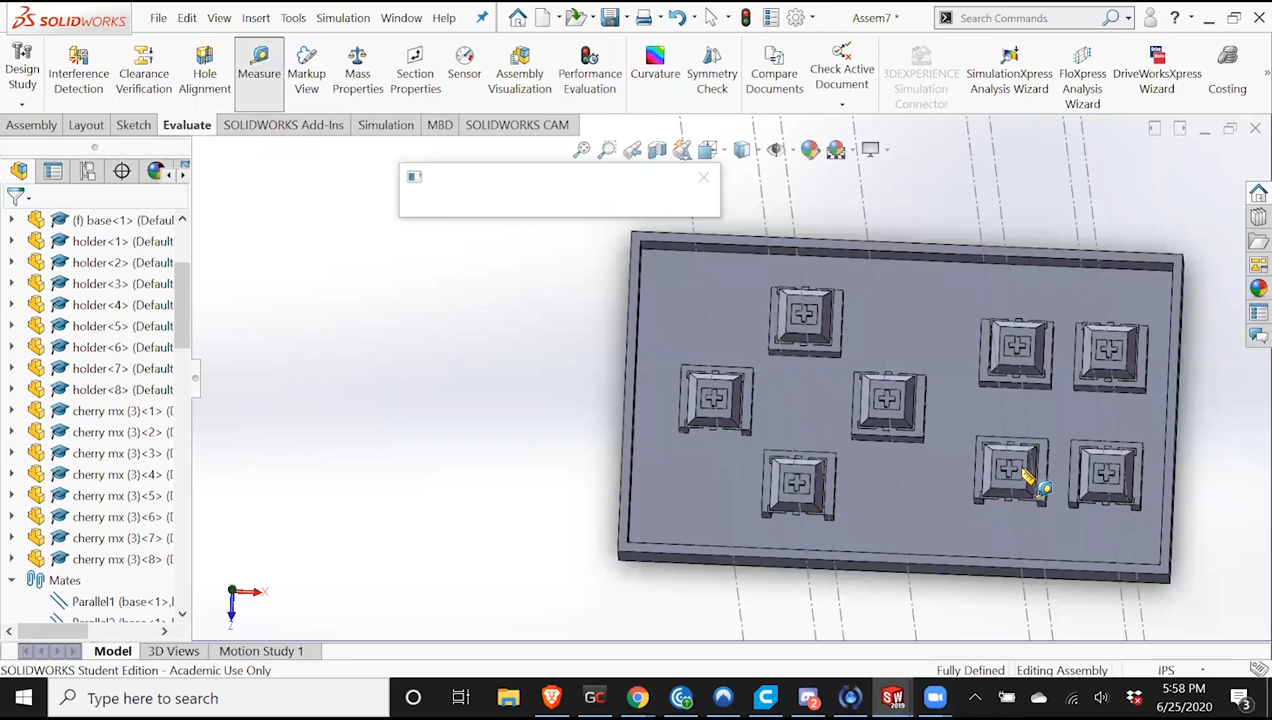 SOLIDWORKS
File Edit View Insert Tools Simulation Window Help
Assem7 *
Search Commands
Design Study
Interference Detection
Clearance Verification
Hole Alignment
Measure
Markup View
Mass Properties
Section Properties
Sensor
Assembly Visualization
Performance Evaluation
Curvature
Symmetry Check
Compare Documents
Check Active Document
3DEXPERIENCE Simulation Connector
SimulationXpress Analysis Wizard
FloXpress Analysis Wizard
DriveWorksXpress Wizard
Costing
Assembly Layout Sketch Evaluate SOLIDWORKS Add-Ins Simulation MBD SOLIDWORKS CAM
(f) base<1> (Defaul
holder<1> (Default
holder<2> (Default
holder<3> (Default
holder<4> (Default
holder<5> (Default
holder<6> (Default
holder<7> (Default
holder<8> (Default
cherry mx (3)<1> (D
cherry mx (3)<2> (D
cherry mx (3)<3> (D
cherry mx (3)<4> (D
cherry mx (3)<5> (D
cherry mx (3)<6> (D
cherry mx (3)<7> (D
cherry mx (3)<8> (D
Mates
Parallel1 (base<1>,
X
Z
Model 3D Views Motion Study 1
SOLIDWORKS Student Edition - Academic Use Only
Fully Defined Editing Assembly IPS
Type here to search
GC
2
SW 2019
5:58 PM
6/25/2020
3